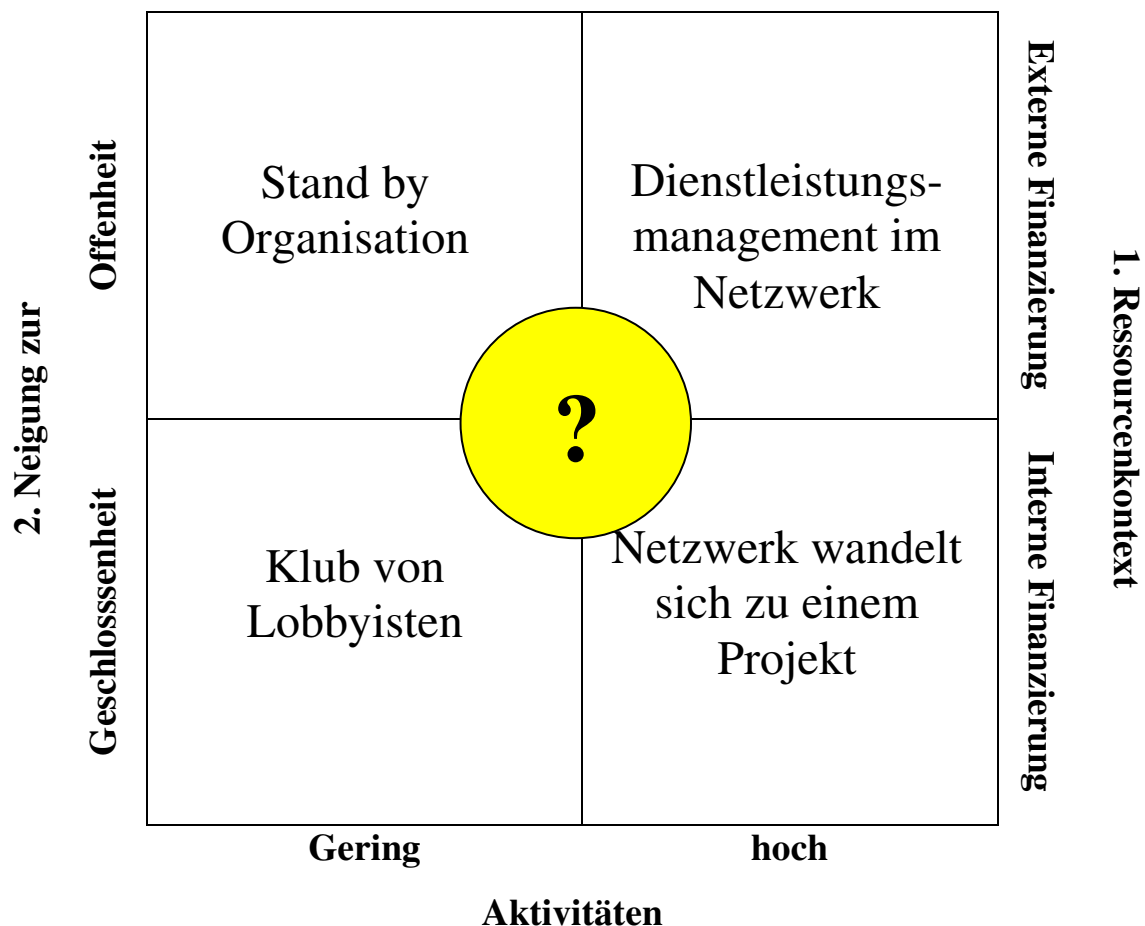 2. Neigung zur
Offenheit
Geschlosssenheit
Stand by
Organisation
Dienstleistungs-
management im
Netzwerk
?
Klub von
Lobbyisten
Netzwerk wandelt
sich zu einem
Projekt
Externe Finanzierung
Interne Finanzierung
1. Ressourcenkontext
Gering
hoch
Aktivitäten